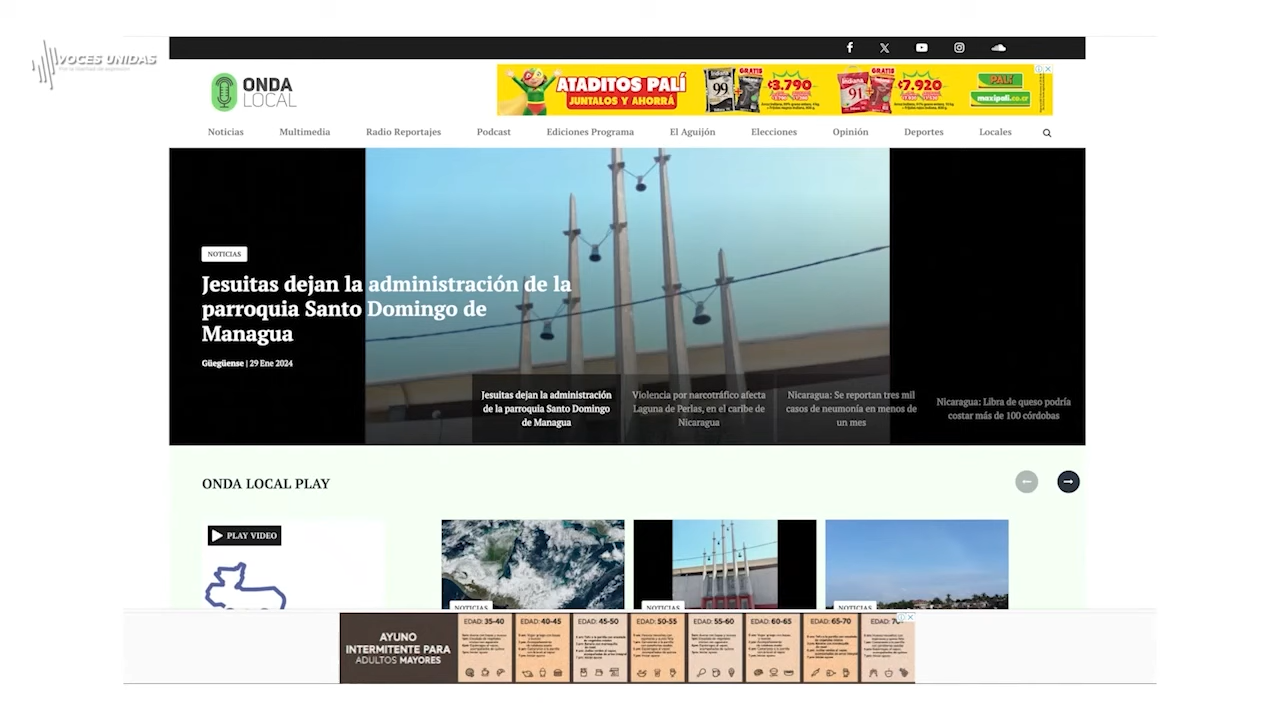 VOCES UNIDAS
ONDA
LOCAL
ATADITOS PALÍ
JUNTALOS Y AHORRÁ
99
GRATIS
₡3.790
91
GRATIS
₡7.920
PALÍ
maxipali.co.cr
Noticias
Multimedia
Radio Reportajes
Podcast
Ediciones Programa
El Aguijón
Elecciones
Opinión
Deportes
Locales
NOTICIAS
Jesuitas dejan la administración de la
parroquia Santo Domingo de
Managua
Güegüense | 29 Ene 2024
Jesuitas dejan la administración
de la parroquia Santo Domingo
de Managua
Violencia por narcotráfico afecta
Laguna de Perlas, en el caribe de
Nicaragua
Nicaragua: Se reportan tres mil
casos de neumonía en menos de
un mes
Nicaragua: Libra de queso podría
costar más de 100 córdobas
ONDA LOCAL PLAY
PLAY VIDEO
NOTICIAS
NOTICIAS
NOTICIAS
AYUNO
INTERMITENTE PARA
ADULTOS MAYORES
EDAD: 35-40
EDAD: 40-45
EDAD: 45-50
EDAD: 50-55
EDAD: 55-60
EDAD: 60-65
EDAD: 65-70